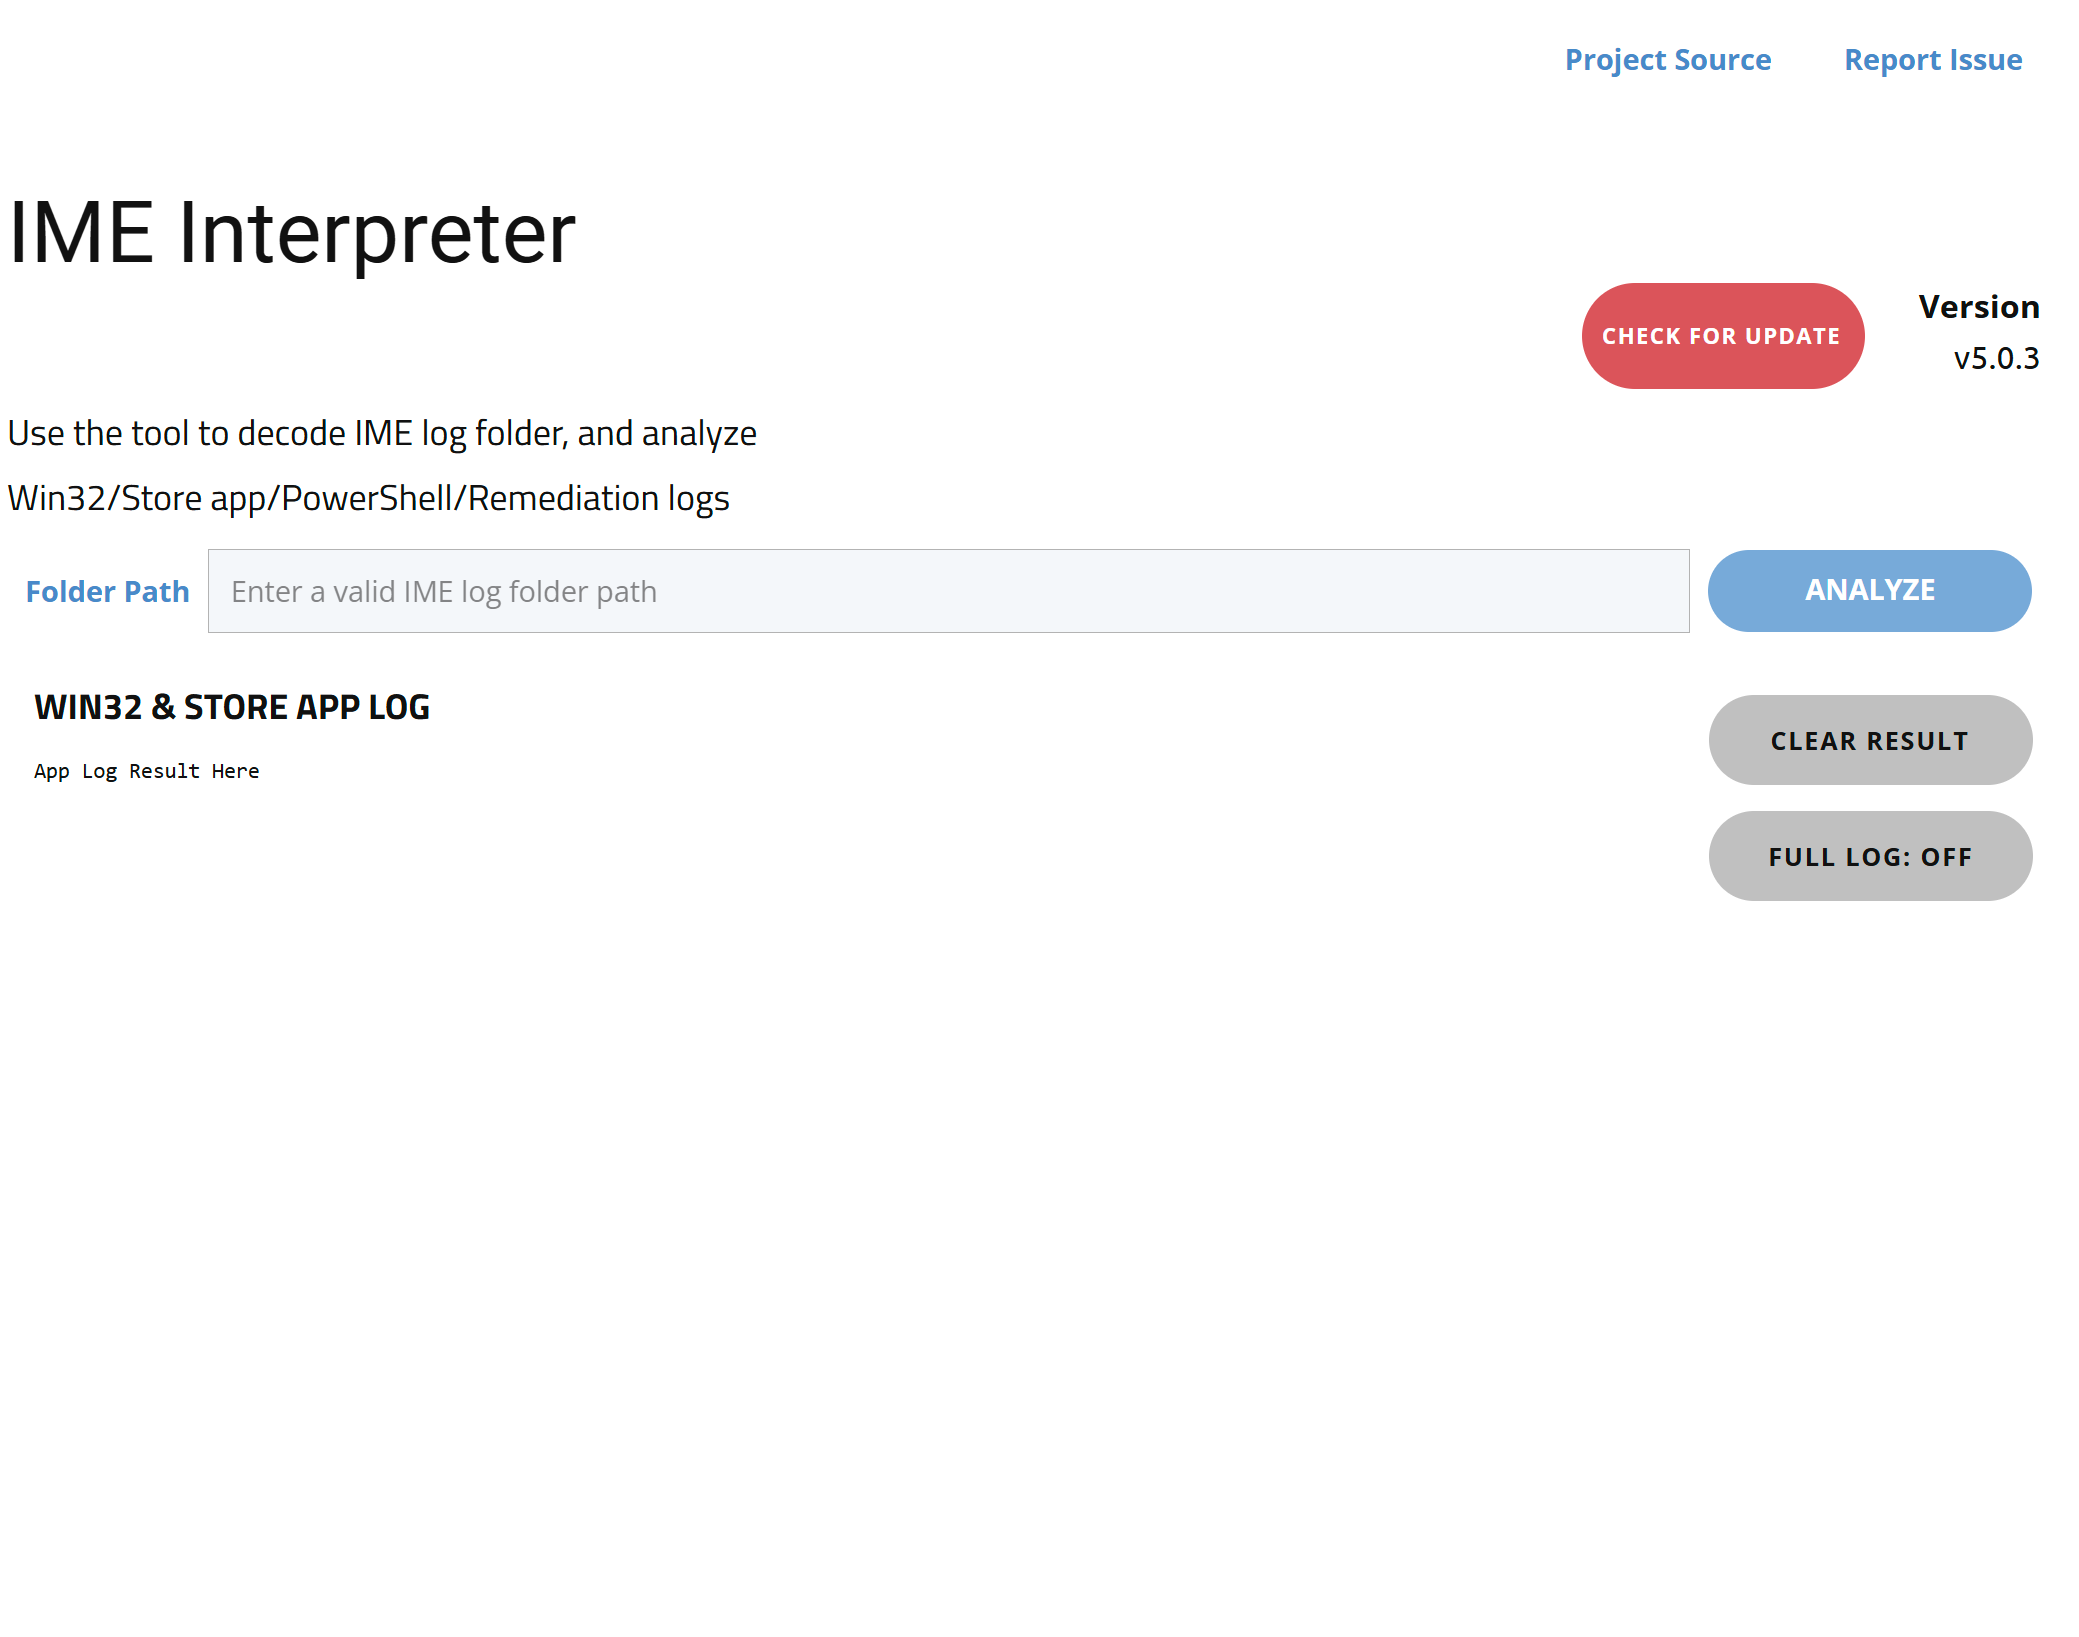 Project Source Report Issue
IME Interpreter
CHECK FOR UPDATE
Version
v5.0.3
Use the tool to decode IME log folder, and analyze
Win32/Store app/PowerShell/Remediation logs
Folder Path Enter a valid IME log folder path ANALYZE
WIN32 & STORE APP LOG
App Log Result Here
CLEAR RESULT
FULL LOG: OFF